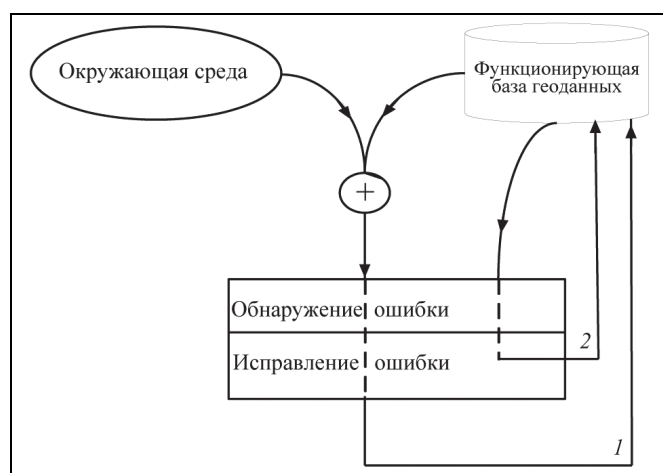 Окружающая среда
Функционирующая
база геоданных
+
Обнаружение ошибки
Исправление ошибки
2
1